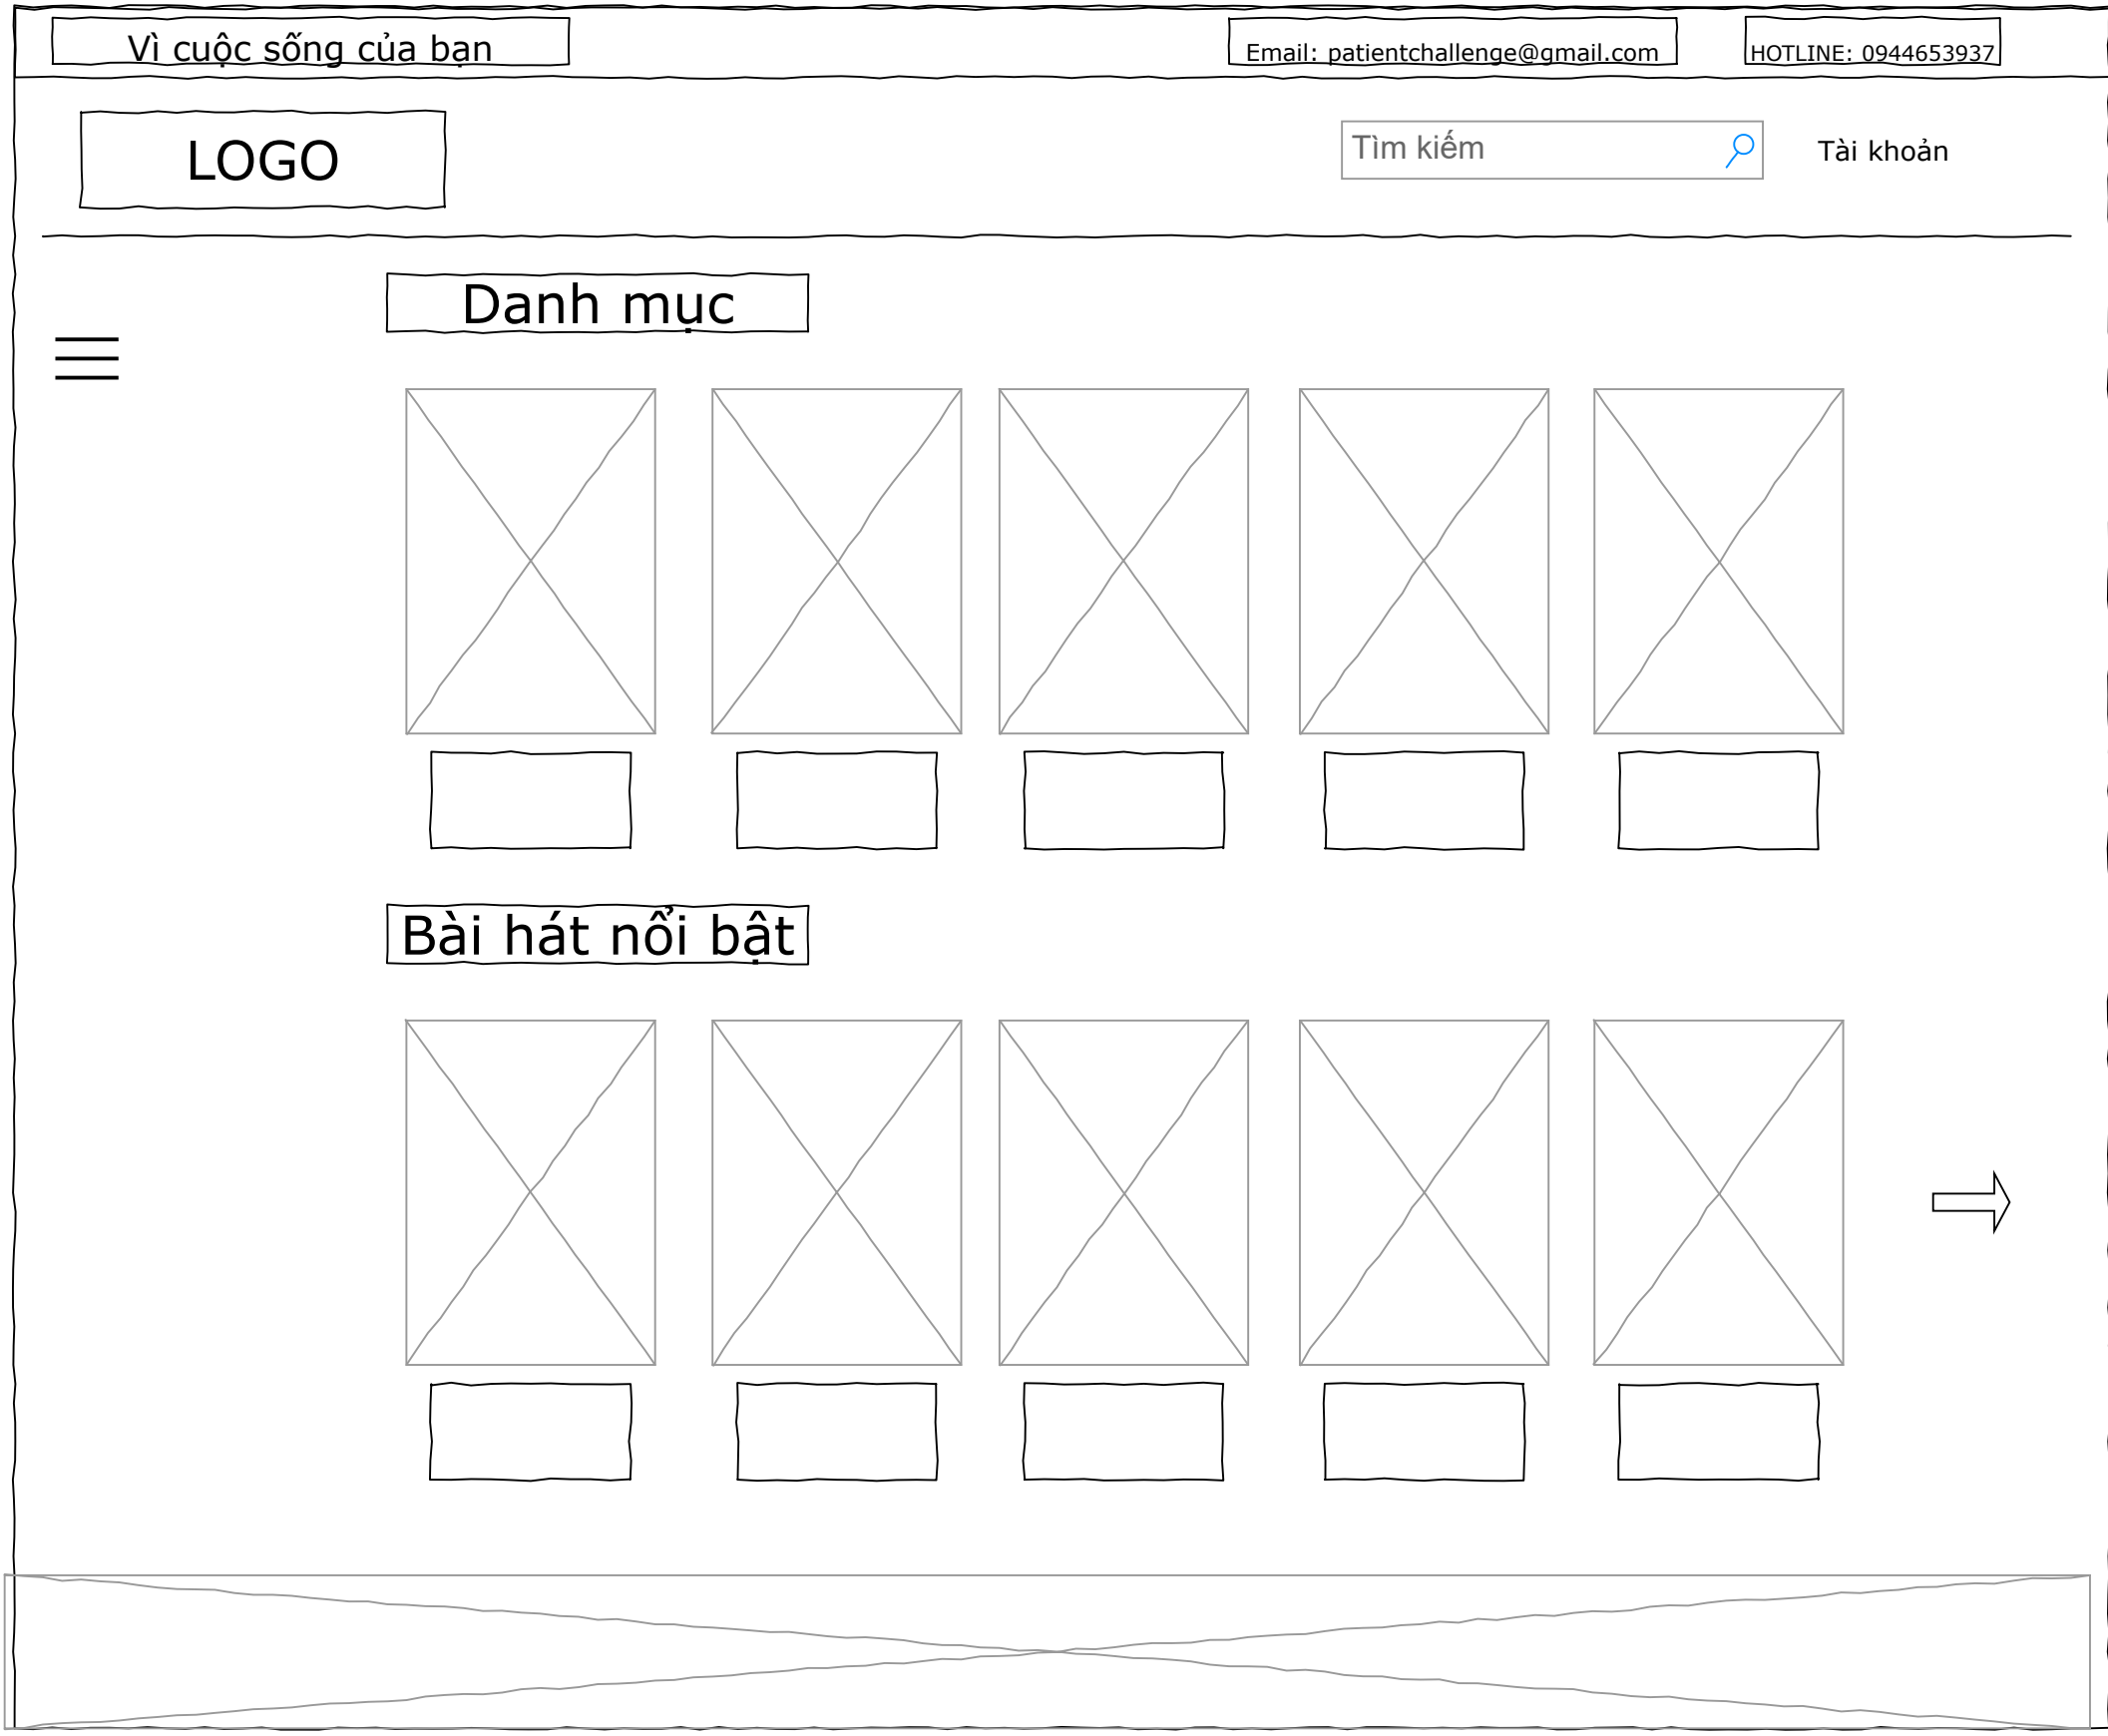 Vì cuộc sống của bạn
Email: patientchallenge@gmail.com
HOTLINE: 0944653937
LOGO
Tìm kiếm
Tài khoản
Danh mục
Bài hát nổi bật